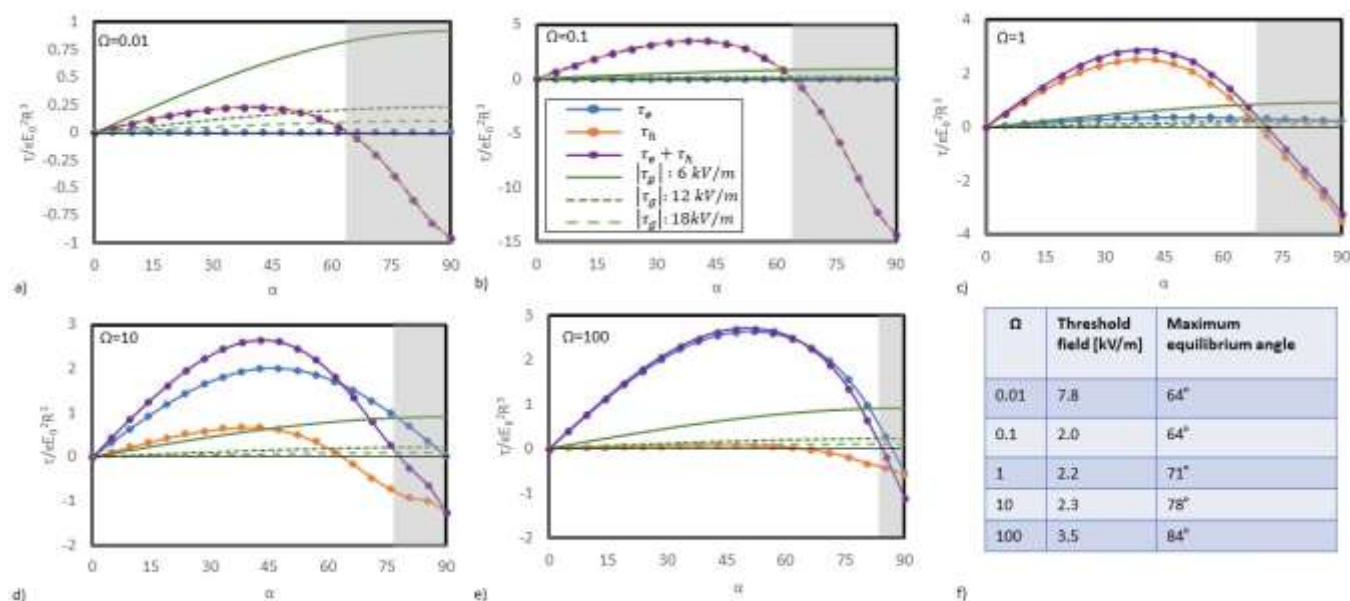 Ω=0.01
τ/εE₀²R³
1
0.75
0.5
0.25
0
-0.25
-0.5
-0.75
-1
0 15 30 45 60 75 90
a)
α
Ω=0.1
τ/εE₀²R³
5
0
-5
-10
-15
τₑ
τₕ
τₑ + τₕ
|τg| : 6 kV/m
|τg| : 12 kV/m
|τg| : 18kV/m
0 15 30 45 60 75 90
b)
α
Ω=1
τ/εE₀²R³
4
2
0
-2
-4
0 15 30 45 60 75 90
c)
α
Ω=10
τ/εE₀²R³
3
2
1
0
-1
-2
0 15 30 45 60 75 90
d)
α
Ω=100
τ/εE₀²R³
3
2
1
0
-1
-2
0 15 30 45 60 75 90
e)
α
Ω Threshold field [kV/m] Maximum equilibrium angle
0.01 7.8 64°
0.1 2.0 64°
1 2.2 71°
10 2.3 78°
100 3.5 84°
f)